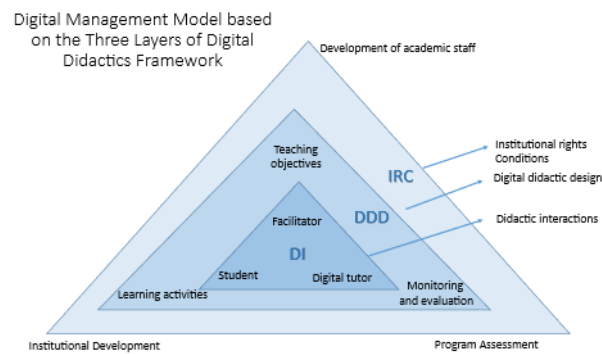 Digital Management Model based
on the Three Layers of Digital
Didactics Framework
Development of academic staff
Teaching
objectives
IRC
Institutional rights
Conditions
Digital didactic design
DDD
Facilitator
Didactic interactions
DI
Student
Digital tutor
Learning activities
Monitoring
and evaluation
Institutional Development
Program Assessment